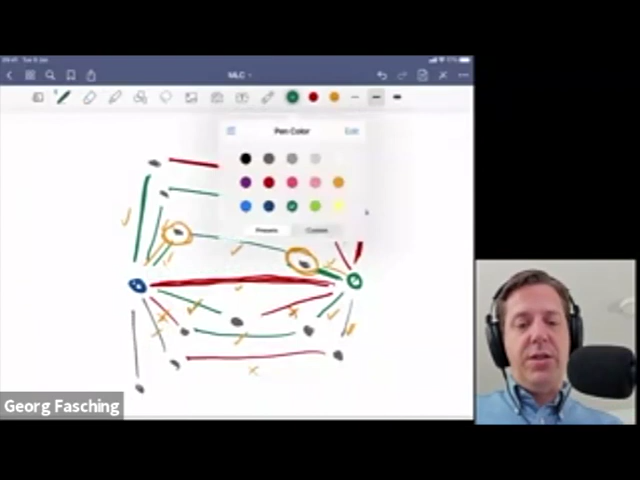 MLC
Pen Color
Edit
Presets
Custom
Georg Fasching